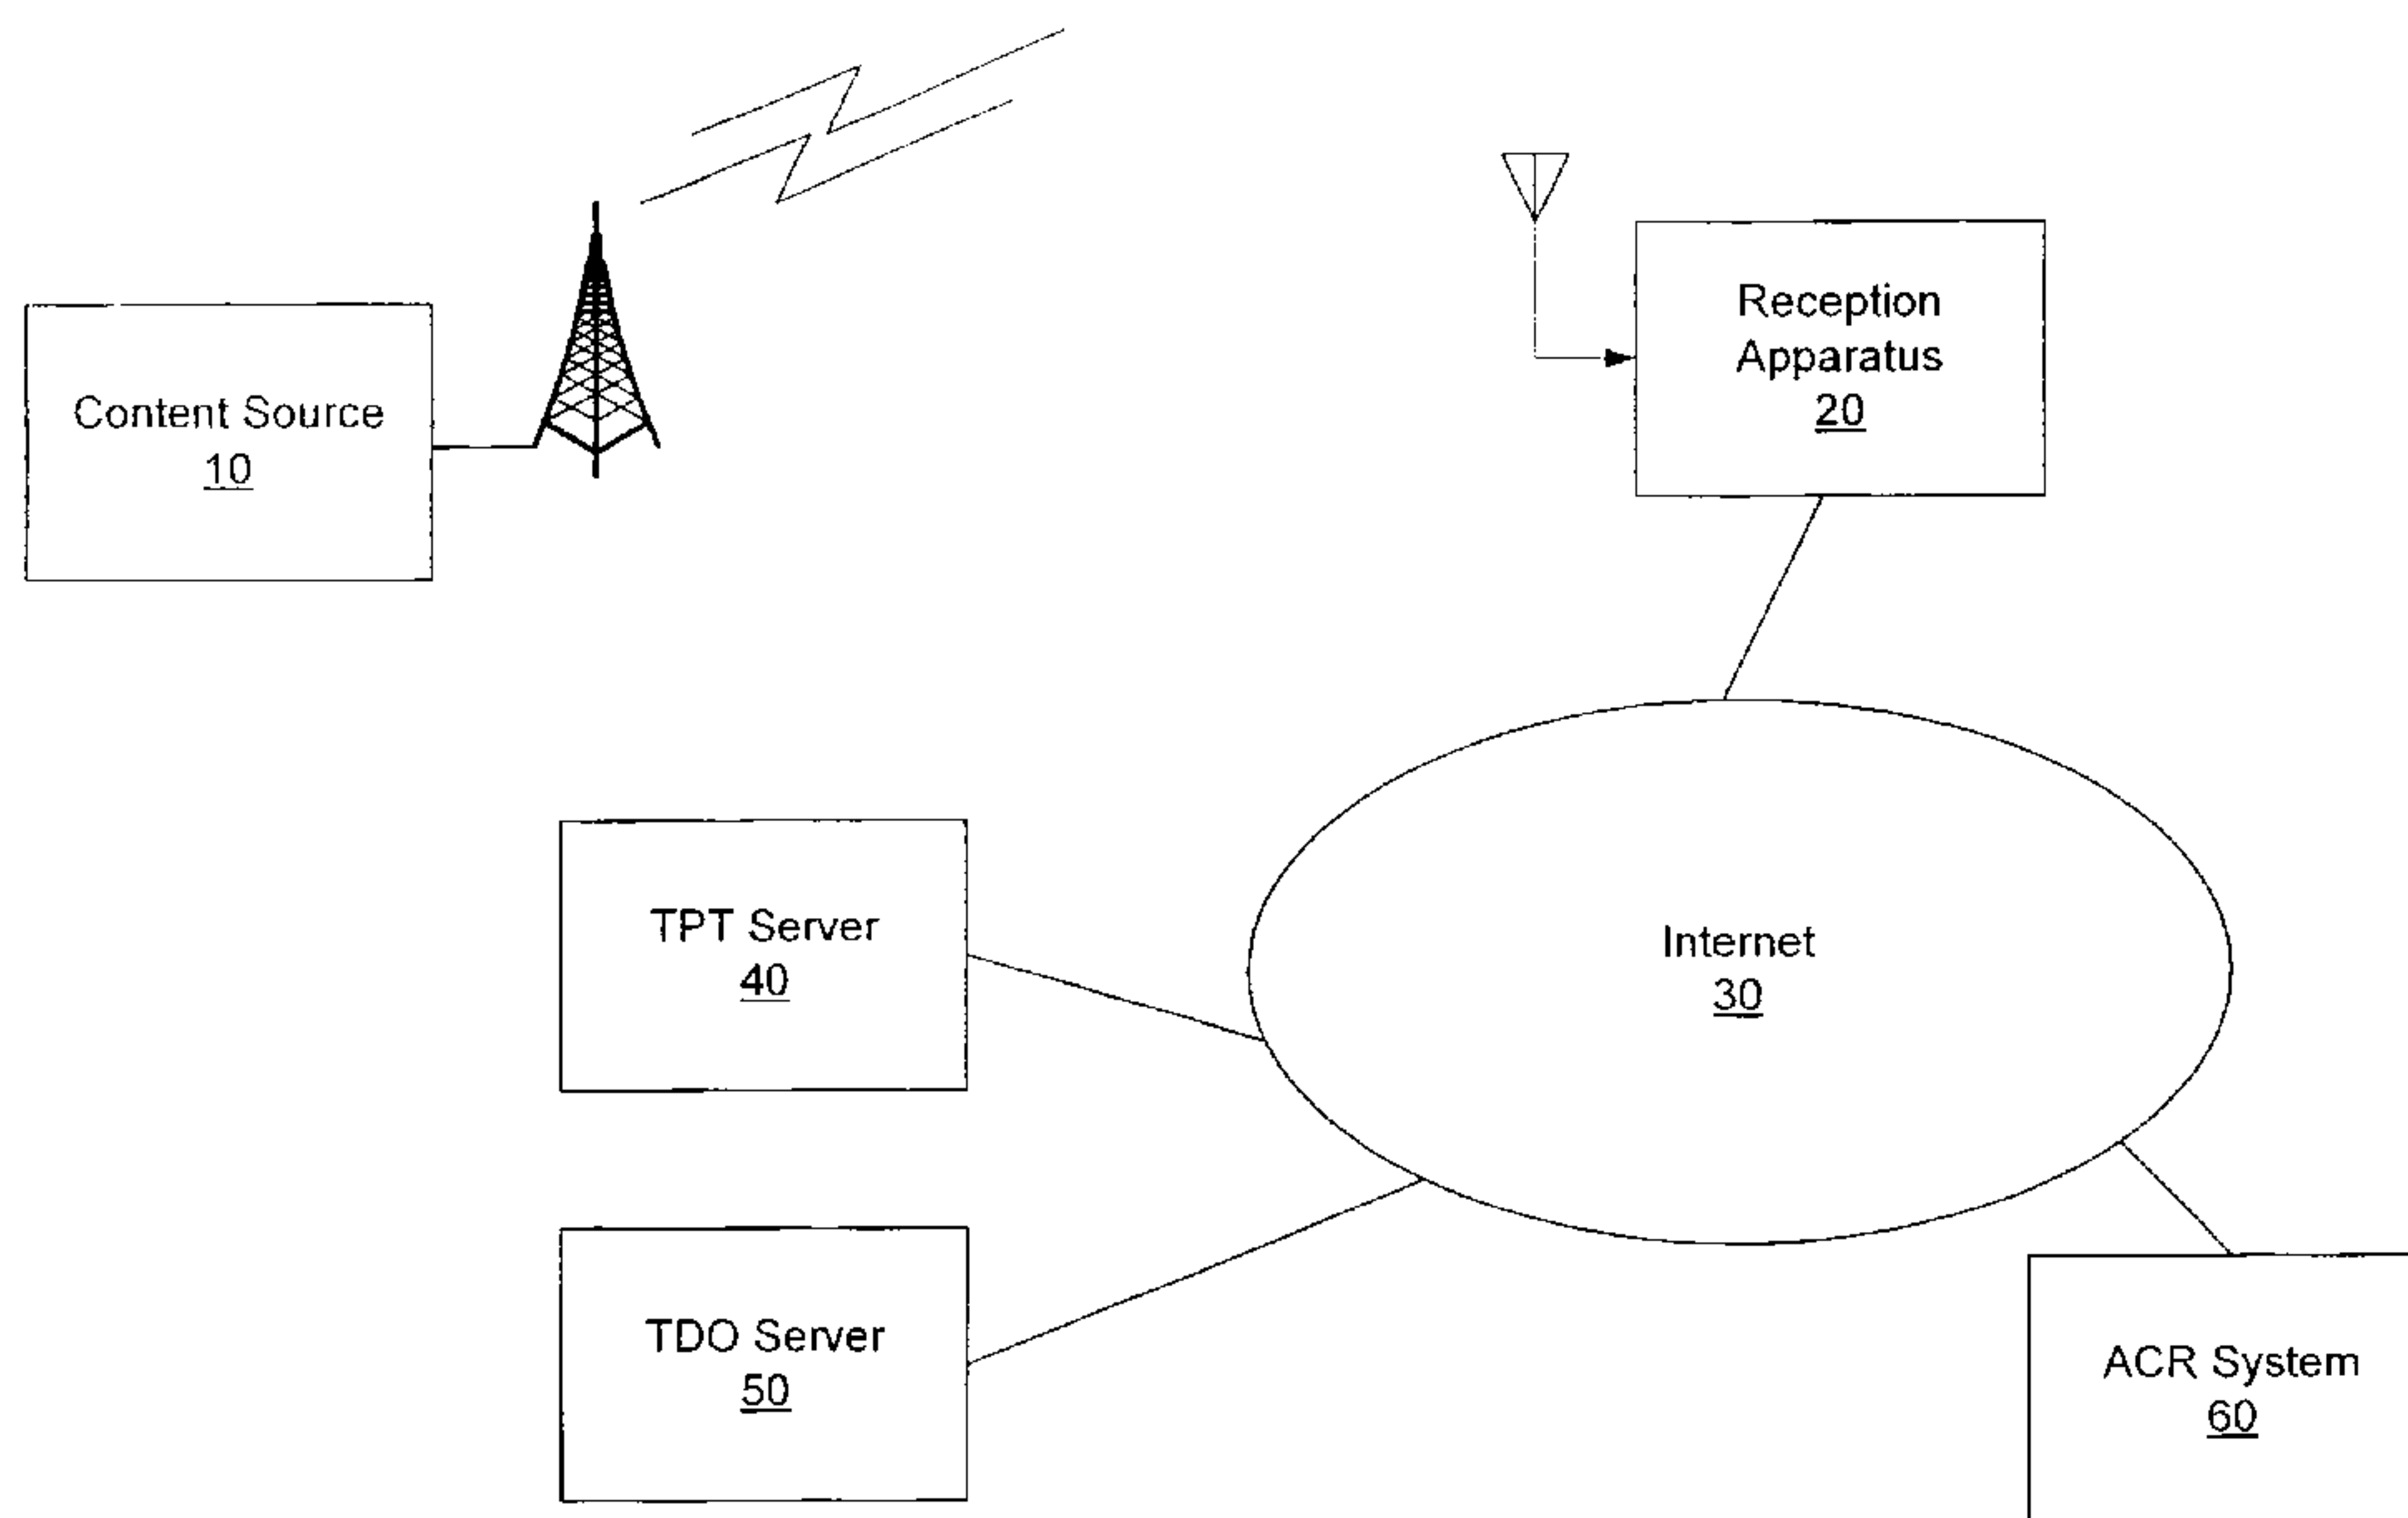 Reception
Apparatus
20
Content Source
10
TPT Server
40
Internet
30
TDO Server
50
ACR System
60